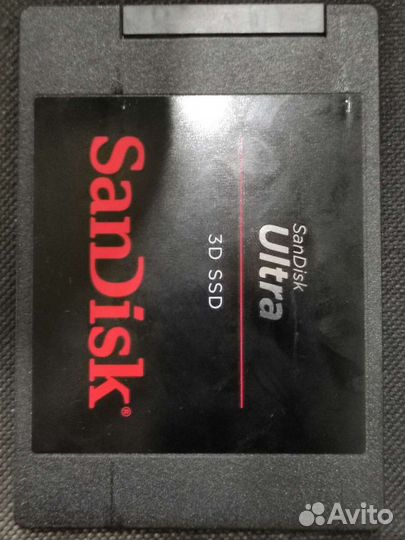 SanDisk
Ultra
3D SSD
SanDisk®
Avito